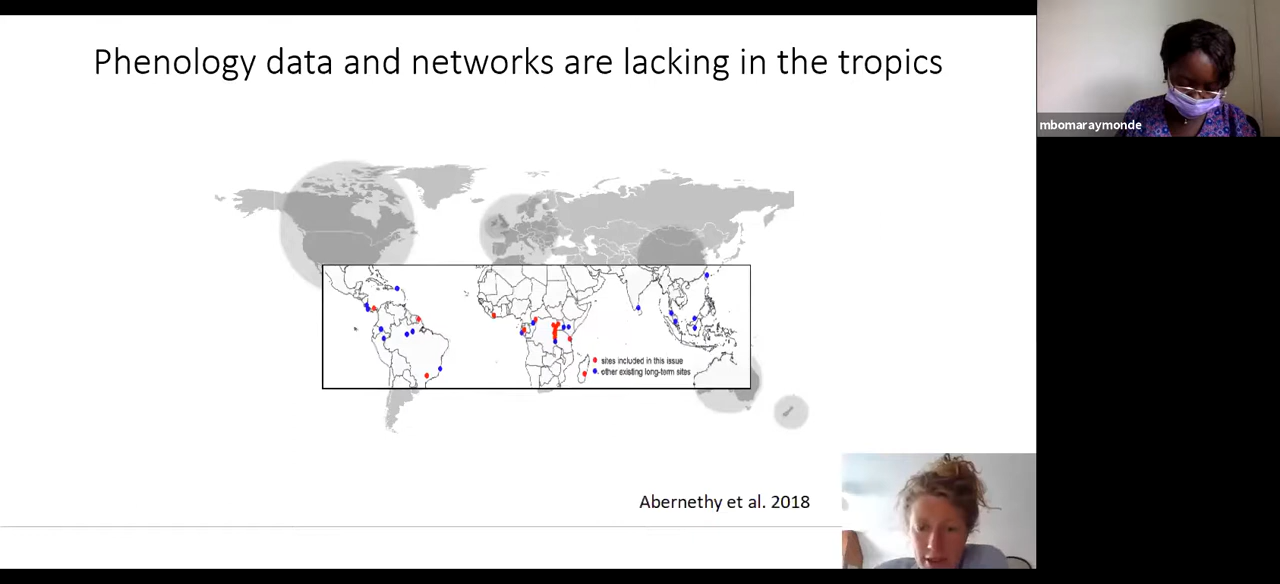 Phenology data and networks are lacking in the tropics
mbomaraymonde
sites included in this issue
other existing long-term sites
Abernethy et al. 2018